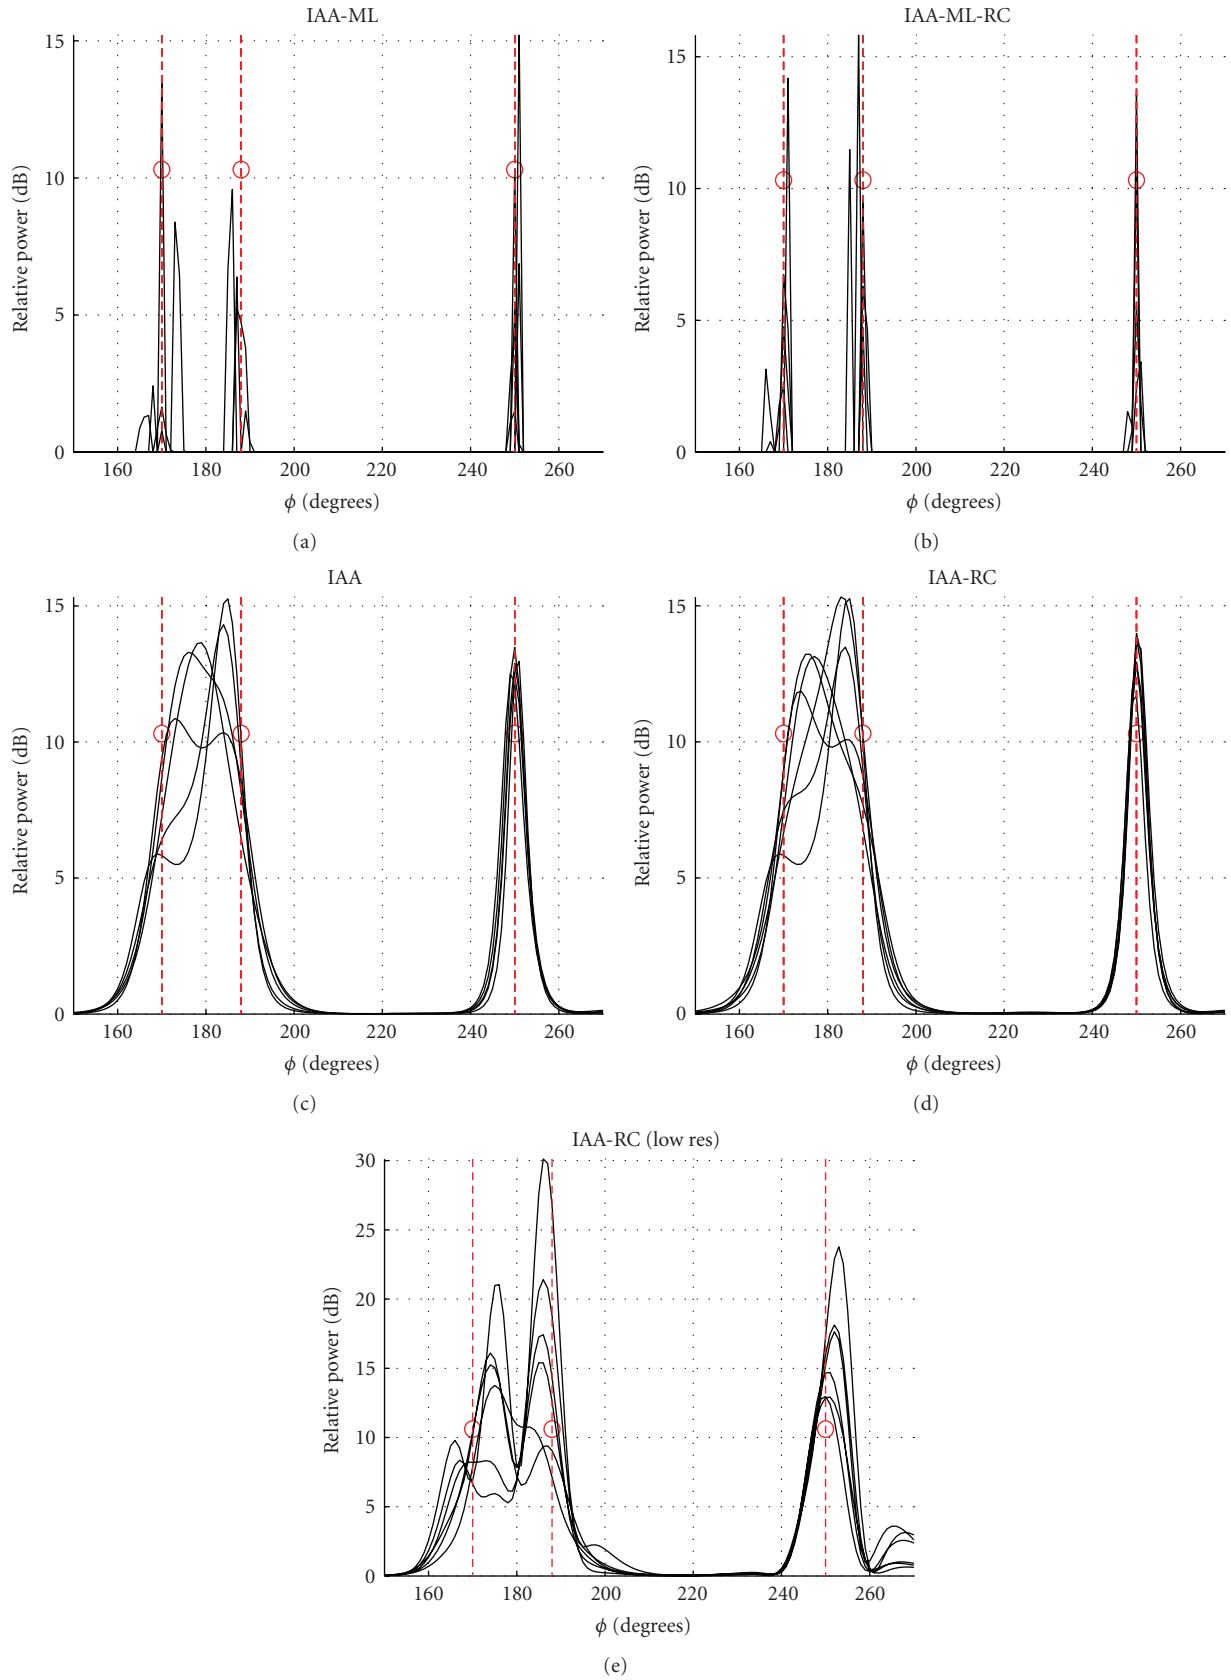 IAA-ML
15
10
5
0
Relative power (dB)
160 180 200 220 240 260
ϕ (degrees)
(a)
IAA-ML-RC
15
10
5
0
Relative power (dB)
160 180 200 220 240 260
ϕ (degrees)
(b)
IAA
15
10
5
0
Relative power (dB)
160 180 200 220 240 260
ϕ (degrees)
(c)
IAA-RC
15
10
5
0
Relative power (dB)
160 180 200 220 240 260
ϕ (degrees)
(d)
IAA-RC (low res)
30
25
20
15
10
5
0
Relative power (dB)
160 180 200 220 240 260
ϕ (degrees)
(e)